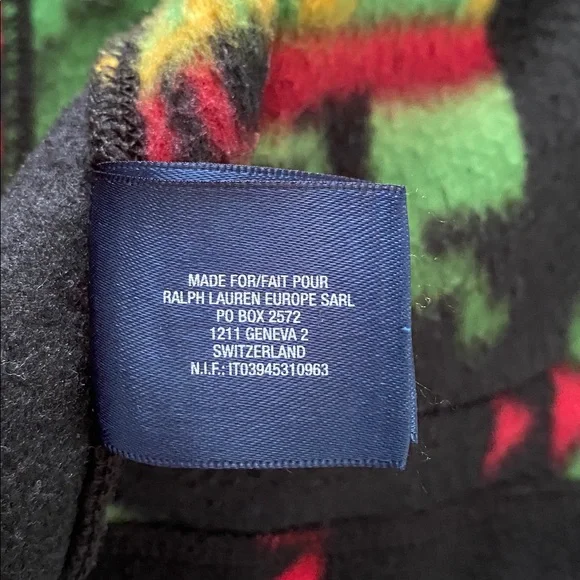 MADE FOR/FAIT POUR
RALPH LAUREN EUROPE SARL
PO BOX 2572
1211 GENEVA 2
SWITZERLAND
N.I.F.: IT03945310963